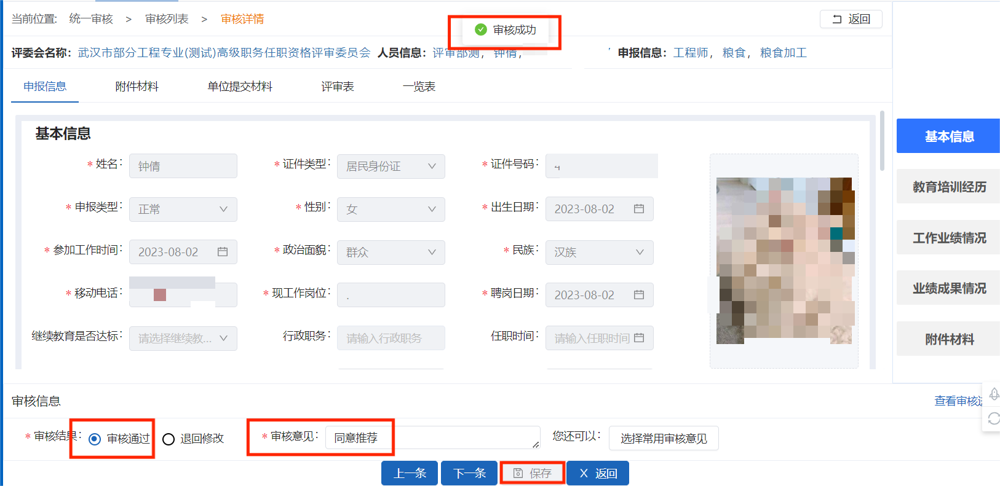 当前位置: 统一审核 > 审核列表 > 审核详情
审核成功
返回
评委会名称： 武汉市部分工程专业(测试)高级职务任职资格评审委员会 人员信息： 评审部测， 钟倩， 申报信息： 工程师， 粮食， 粮食加工
申报信息 附件材料 单位提交材料 评审表 一览表
基本信息
* 姓名： 钟倩 * 证件类型： 居民身份证 * 证件号码： 4
* 申报类型： 正常 * 性别： 女 * 出生日期： 2023-08-02
* 参加工作时间： 2023-08-02 * 政治面貌： 群众 * 民族： 汉族
* 移动电话： * 现工作岗位： . * 聘岗日期： 2023-08-02
继续教育是否达标： 请选择继续教... 行政职务： 请输入行政职务 任职时间： 请输入任职时间
基本信息
教育培训经历
工作业绩情况
业绩成果情况
附件材料
审核信息 查看审核
* 审核结果： 审核通过 退回修改 * 审核意见： 同意推荐 您还可以： 选择常用审核意见
上一条 下一条 保存 X 返回